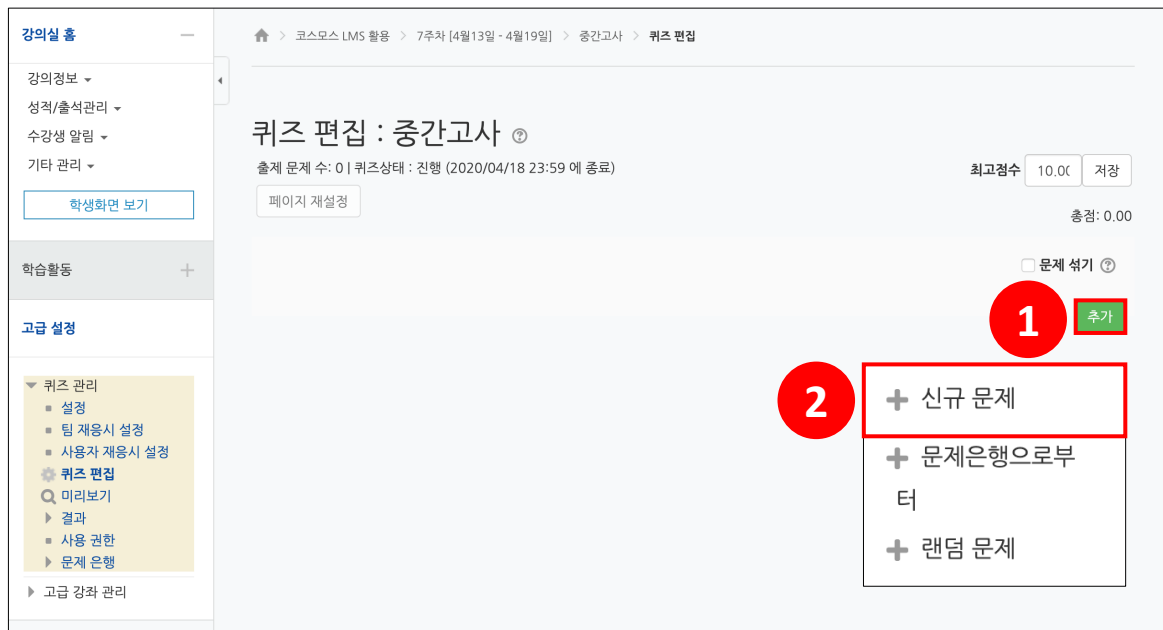 강의실 홈
강의정보
성적/출석관리
수강생 알림
기타 관리
학생화면 보기
학습활동
고급 설정
퀴즈 관리
설정
팀 재응시 설정
사용자 재응시 설정
퀴즈 편집
미리보기
결과
사용 권한
문제 은행
고급 강좌 관리
코스모스 LMS 활용 > 7주차 [4월13일 - 4월19일] > 중간고사 > 퀴즈 편집
퀴즈 편집 : 중간고사
출제 문제 수: 0 | 퀴즈상태 : 진행 (2020/04/18 23:59 에 종료)
최고점수 10.00 저장
페이지 재설정
총점: 0.00
문제 섞기
1
추가
2
신규 문제
문제은행으로부
터
랜덤 문제